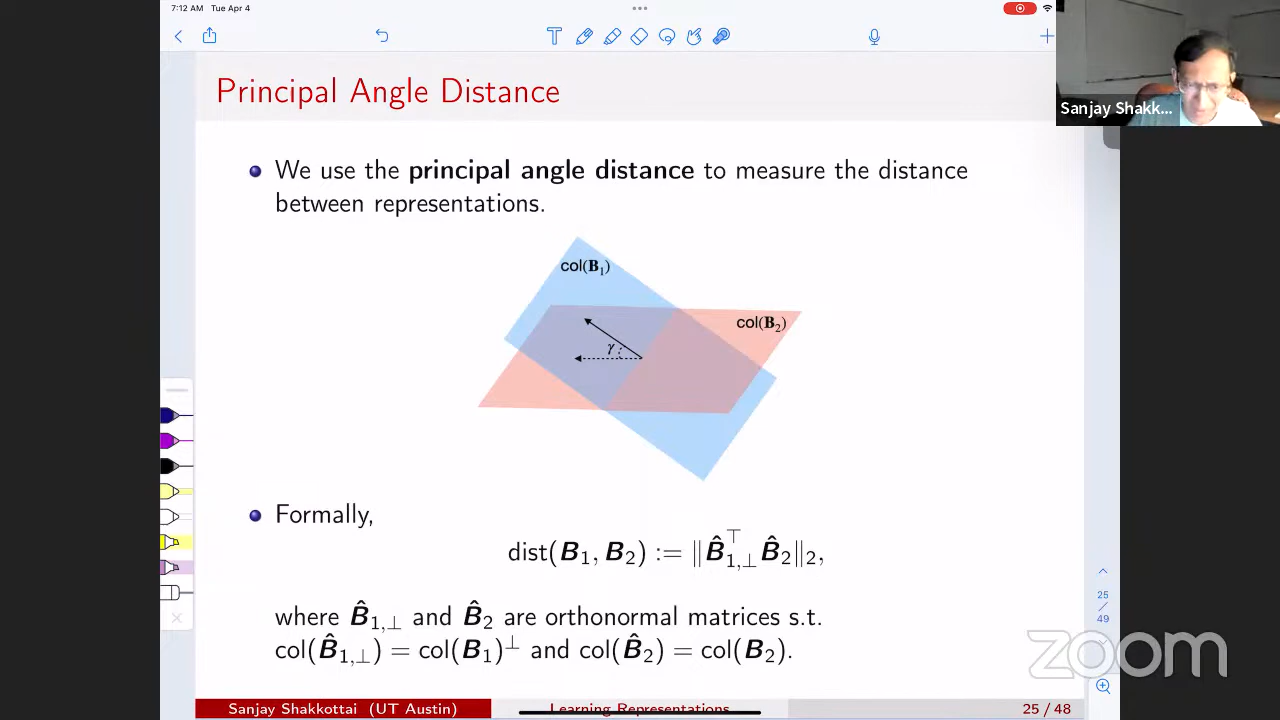 7:12 AM Tue Apr 4
Principal Angle Distance
Sanjay Shakk...
We use the principal angle distance to measure the distance
between representations.
col(B₁)
col(B₂)
γ
Formally,
dist(B₁, B₂) := ‖B̂₁,⊥⊤ B̂₂‖₂,
where B̂₁,⊥ and B̂₂ are orthonormal matrices s.t.
col(B̂₁,⊥) = col(B₁)⊥ and col(B̂₂) = col(B₂).
25
/
49
zoom
Sanjay Shakkottai (UT Austin) Learning Representations 25 / 48